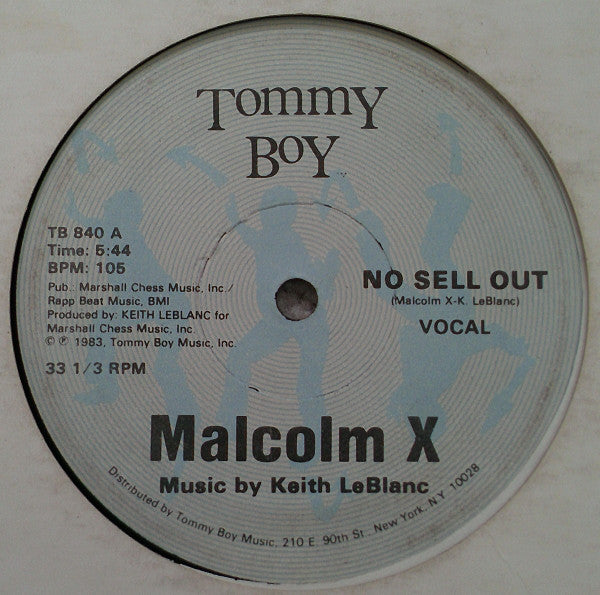 TOMMY
BOY
TB 840 A
Time: 5:44
BPM: 105
Pub.: Marshall Chess Music, Inc./
Rapp Beat Music, BMI
Produced by: KEITH LEBLANC for
Marshall Chess Music, Inc.
© ℗ 1983, Tommy Boy Music, Inc.
33 1/3 RPM
NO SELL OUT
(Malcolm X-K. LeBlanc)
VOCAL
Malcolm X
Music by Keith LeBlanc
Distributed by Tommy Boy Music, 210 E. 90th St., New York, N.Y. 10028